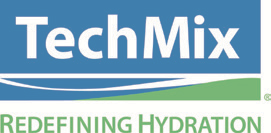 TechMix
®
REDEFINING HYDRATION